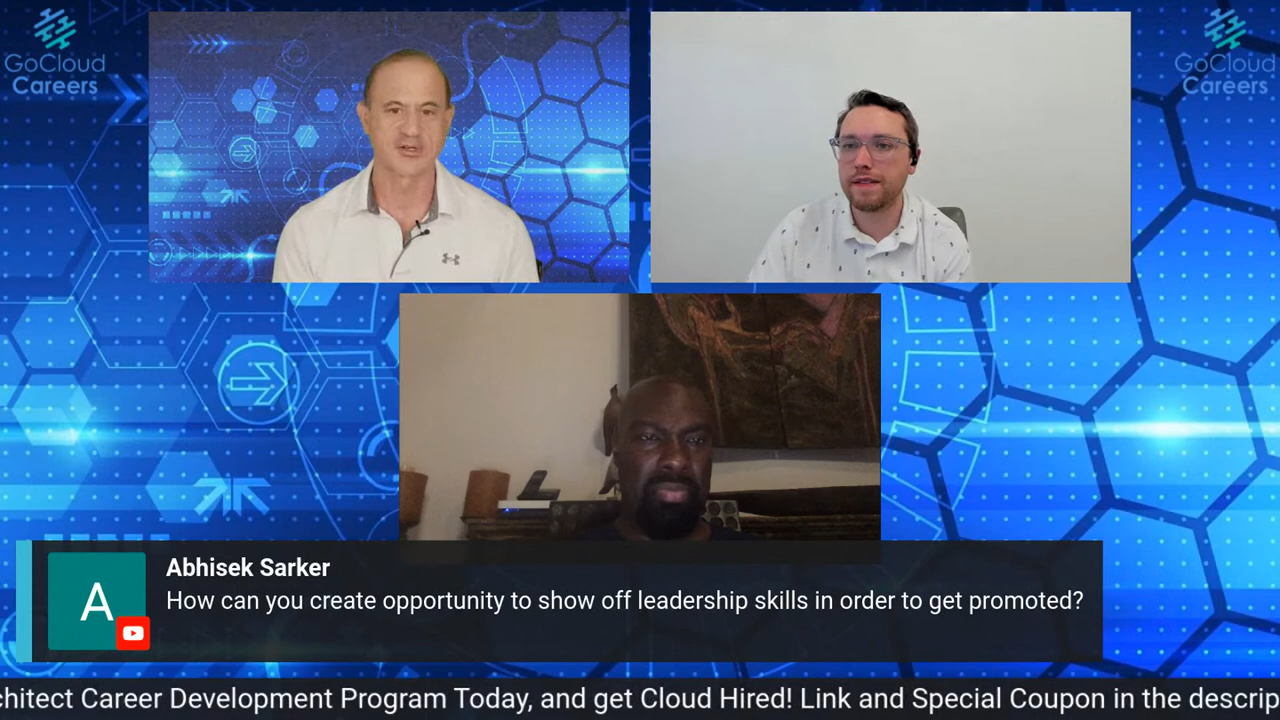 GoCloud
Careers
GoCloud
Careers
A
Abhisek Sarker
How can you create opportunity to show off leadership skills in order to get promoted?
chitect Career Development Program Today, and get Cloud Hired! Link and Special Coupon in the descrip